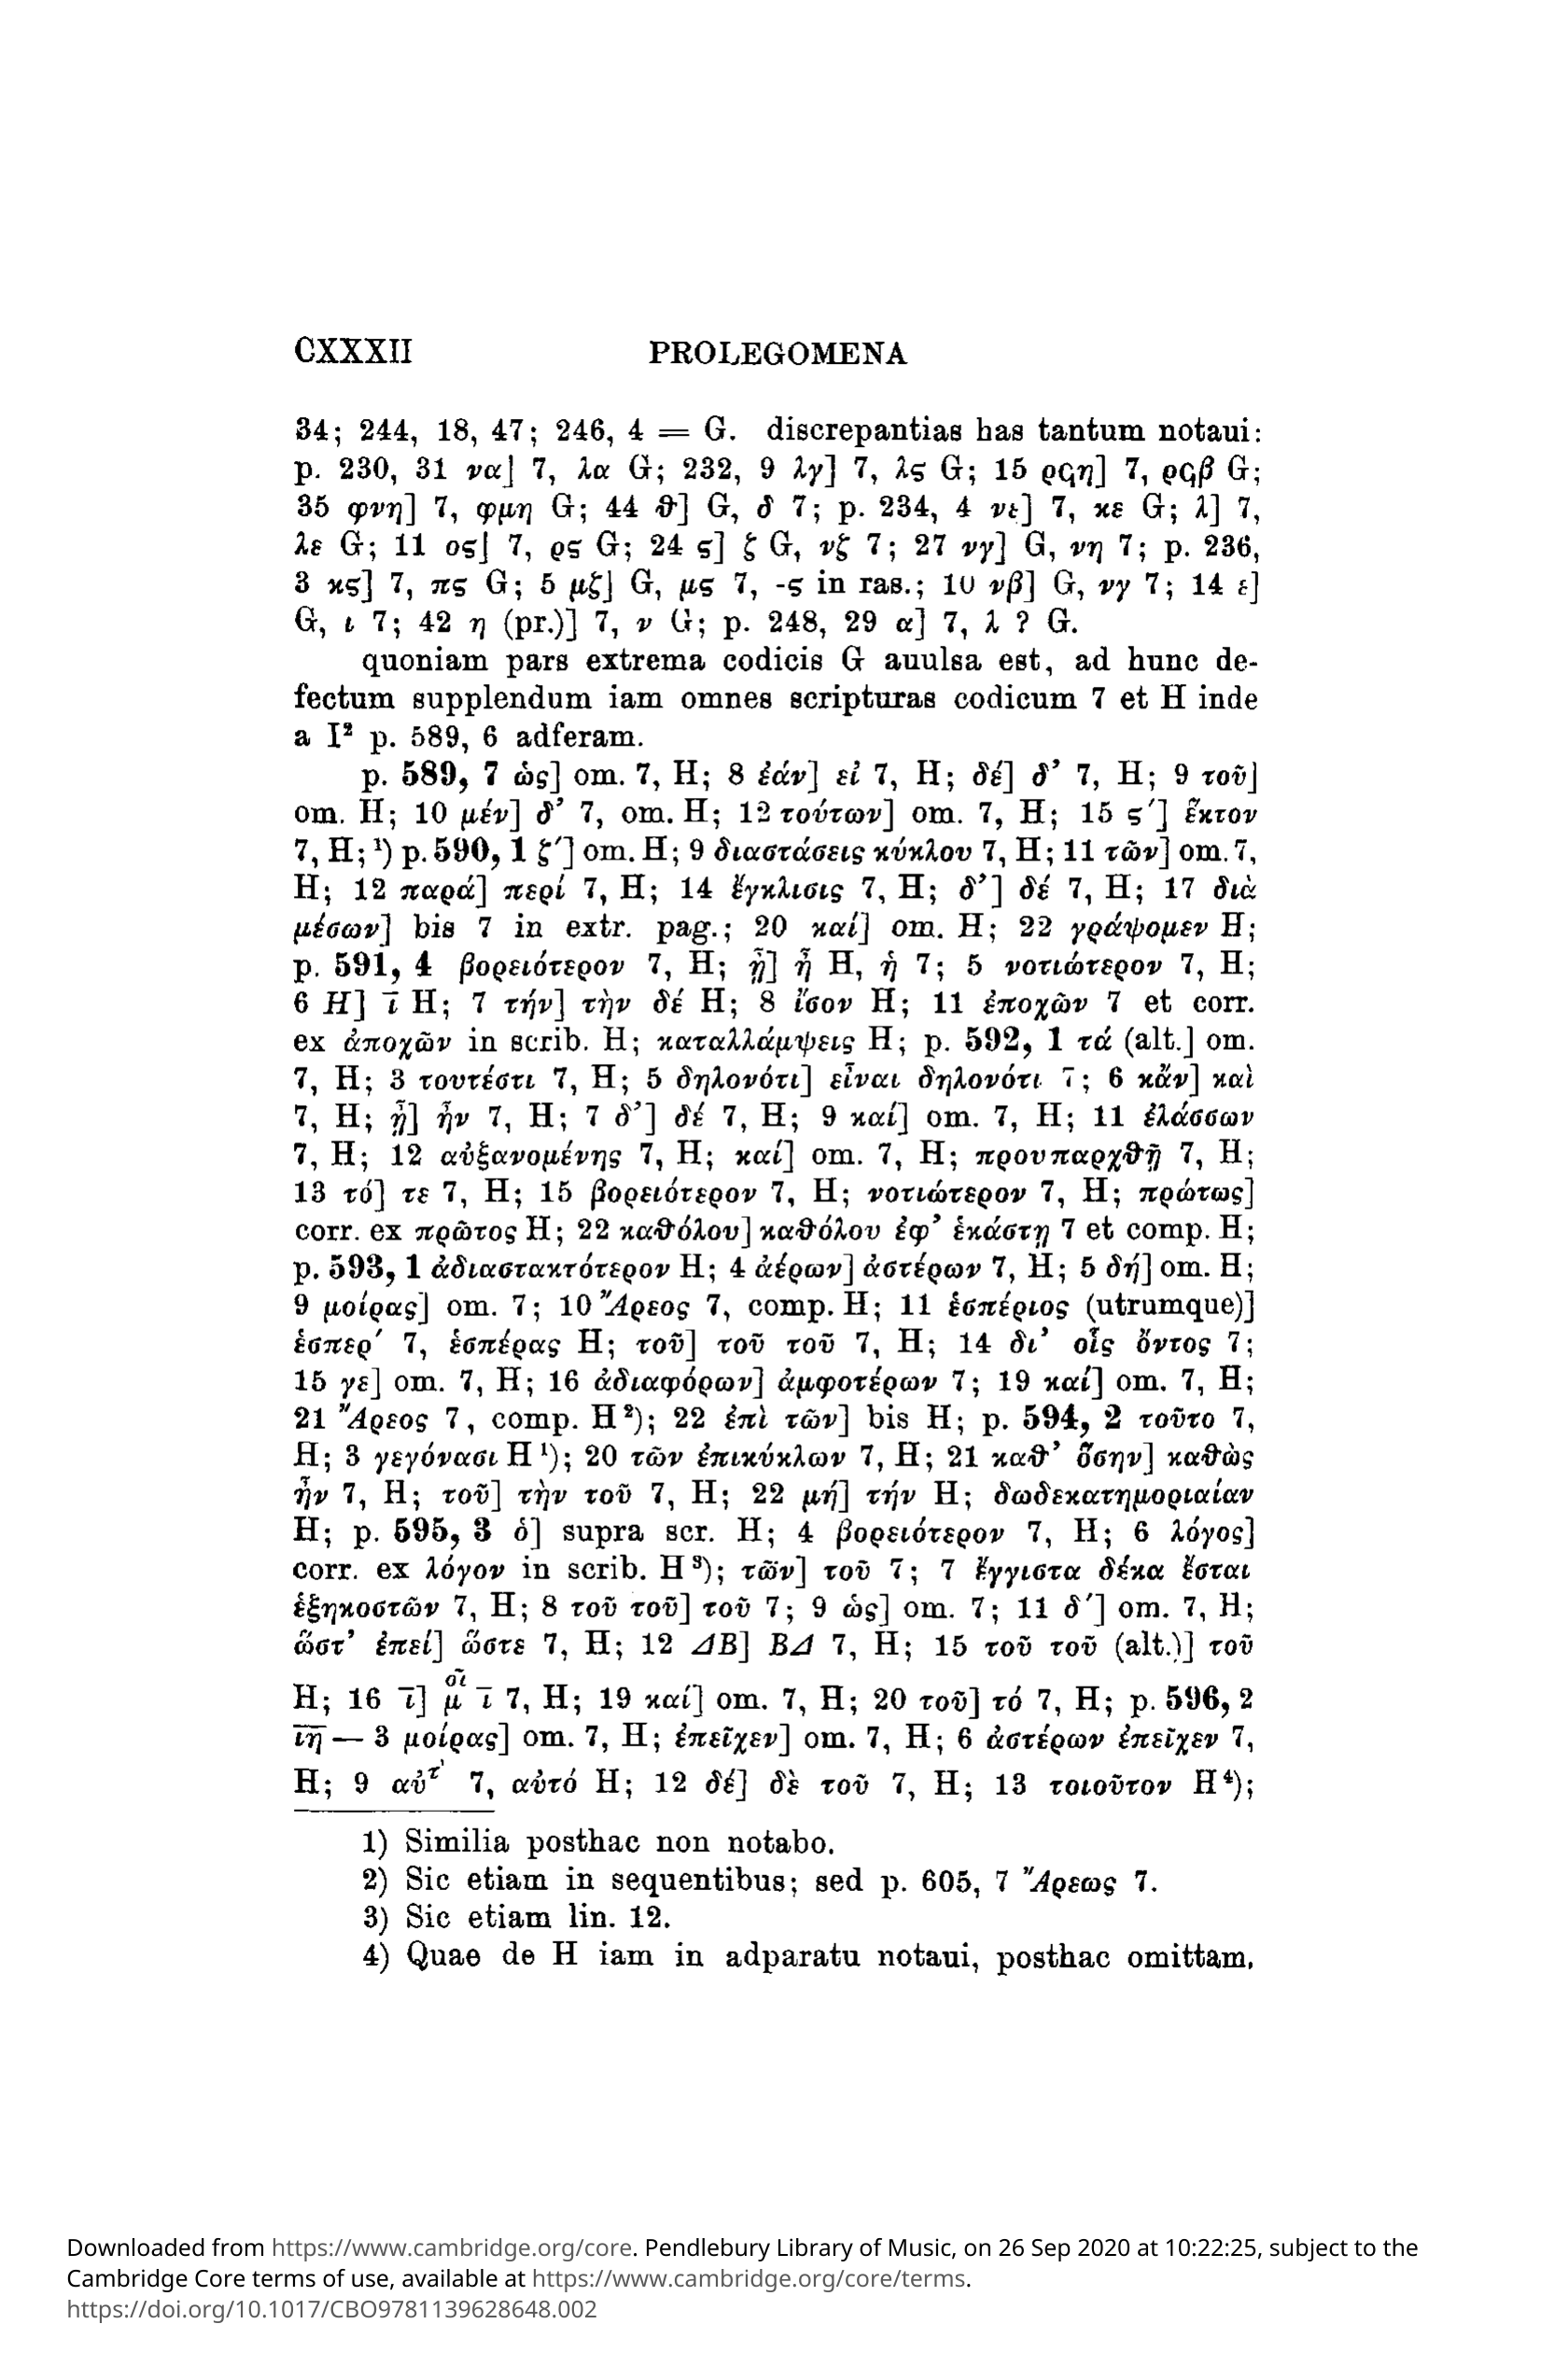 CXXXII PROLEGOMENA
34; 244, 18, 47; 246, 4 = G. discrepantias has tantum notaui:
p. 230, 31 να] 7, λα G; 232, 9 λγ] 7, λϛ G; 15 ρϙη] 7, ρϙβ G;
35 φνη] 7, φμη G; 44 ϑ] G, δ 7; p. 234, 4 νε] 7, κε G; λ] 7,
λε G; 11 οϛ] 7, ρϛ G; 24 ϛ] ζ G, νζ 7; 27 νγ] G, νη 7; p. 236,
3 κϛ] 7, πϛ G; 5 μζ] G, μϛ 7, -ϛ in ras.; 10 νβ] G, νγ 7; 14 ε]
G, ι 7; 42 η (pr.)] 7, ν G; p. 248, 29 α] 7, λ ? G.
quoniam pars extrema codicis G auulsa est, ad hunc de-
fectum supplendum iam omnes scripturas codicum 7 et H inde
a I² p. 589, 6 adferam.
p. 589, 7 ὡς] om. 7, H; 8 ἐάν] εἰ 7, H; δέ] δ’ 7, H; 9 τοῦ]
om. H; 10 μέν] δ’ 7, om. H; 12 τούτων] om. 7, H; 15 ϛ′] ἕκτον
7, H; ¹) p. 590, 1 ζ′] om. H; 9 διαστάσεις κύκλου 7, H; 11 τῶν] om. 7,
H; 12 παρά] περί 7, H; 14 ἔγκλισις 7, H; δ’] δέ 7, H; 17 διὰ
μέσων] bis 7 in extr. pag.; 20 καί] om. H; 22 γράψομεν H;
p. 591, 4 βορειότερον 7, H; ᾖ] ἦ H, ἡ 7; 5 νοτιώτερον 7, H;
6 H] ῑ H; 7 τήν] τὴν δέ H; 8 ἴσον H; 11 ἐποχῶν 7 et corr.
ex ἀποχῶν in scrib. H; καταλλάμψεις H; p. 592, 1 τά (alt.] om.
7, H; 3 τουτέστι 7, H; 5 δηλονότι] εἶναι δηλονότι 7; 6 κἄν] καὶ
7, H; ᾖ] ἦν 7, H; 7 δ’] δέ 7, H; 9 καί] om. 7, H; 11 ἐλάσσων
7, H; 12 αὐξανομένης 7, H; καί] om. 7, H; προυπαρχϑῇ 7, H;
13 τό] τε 7, H; 15 βορειότερον 7, H; νοτιώτερον 7, H; πρώτως]
corr. ex πρῶτος H; 22 καϑόλου] καϑόλου ἐφ’ ἑκάστῃ 7 et comp. H;
p. 593, 1 ἀδιαστακτότερον H; 4 ἀέρων] ἀστέρων 7, H; 5 δή] om. H;
9 μοίρας] om. 7; 10 Ἄρεος 7, comp. H; 11 ἑσπέριος (utrumque)]
ἑσπερ′ 7, ἑσπέρας H; τοῦ] τοῦ τοῦ 7, H; 14 δι’ οἷς ὄντος 7;
15 γε] om. 7, H; 16 ἀδιαφόρων] ἀμφοτέρων 7; 19 καί] om. 7, H;
21 Ἄρεος 7, comp. H ²); 22 ἐπὶ τῶν] bis H; p. 594, 2 τοῦτο 7,
H; 3 γεγόνασι H ¹); 20 τῶν ἐπικύκλων 7, H; 21 καϑ’ ὅσην] καϑὼς
ἦν 7, H; τοῦ] τὴν τοῦ 7, H; 22 μή] τήν H; δωδεκατημοριαίαν
H; p. 595, 3 ὁ] supra scr. H; 4 βορειότερον 7, H; 6 λόγος]
corr. ex λόγον in scrib. H ³); τῶν] τοῦ 7; 7 ἔγγιστα δέκα ἔσται
ἑξηκοστῶν 7, H; 8 τοῦ τοῦ] τοῦ 7; 9 ὡς] om. 7; 11 δ′] om. 7, H;
ὥστ’ ἐπεί] ὥστε 7, H; 12 ΔΒ] ΒΔ 7, H; 15 τοῦ τοῦ (alt.)] τοῦ
H; 16 ῑ] μ^οῖ ῑ 7, H; 19 καί] om. 7, H; 20 τοῦ] τό 7, H; p. 596, 2
ι̅η̅ — 3 μοίρας] om. 7, H; ἐπεῖχεν] om. 7, H; 6 ἀστέρων ἐπεῖχεν 7,
H; 9 αὐ^τ̀ 7, αὐτό H; 12 δέ] δὲ τοῦ 7, H; 13 τοιοῦτον H ⁴);
1) Similia posthac non notabo.
2) Sic etiam in sequentibus; sed p. 605, 7 Ἄρεως 7.
3) Sic etiam lin. 12.
4) Quae de H iam in adparatu notaui, posthac omittam.
Downloaded from https://www.cambridge.org/core. Pendlebury Library of Music, on 26 Sep 2020 at 10:22:25, subject to the
Cambridge Core terms of use, available at https://www.cambridge.org/core/terms.
https://doi.org/10.1017/CBO9781139628648.002